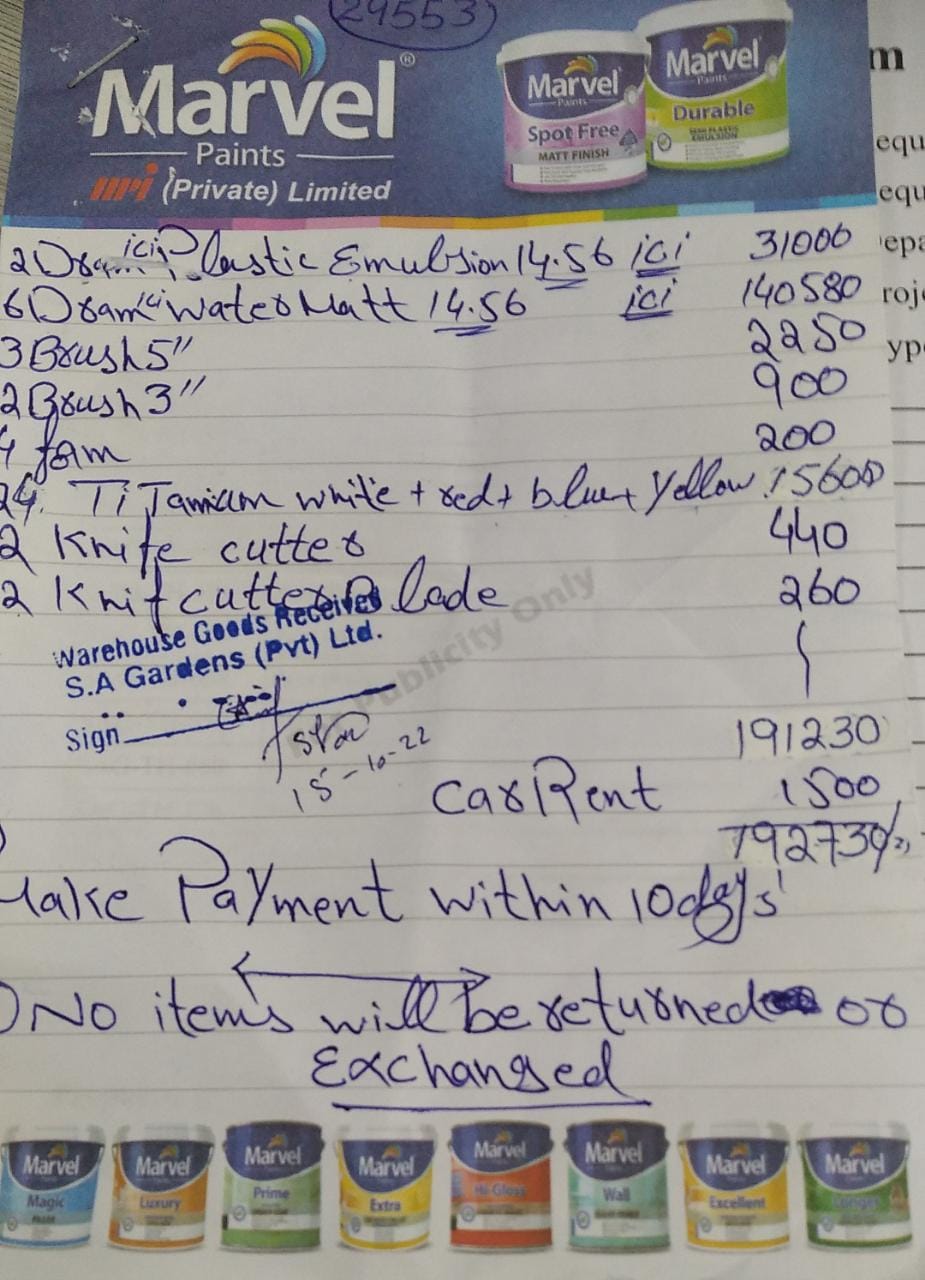 29553
Marvel®
Paints
mpi (Private) Limited
Marvel
Paints
Spot Free
MATT FINISH
Marvel
Paints
Durable
SEMI PLASTIC
EMULSION
2 Dram ici Plastic Emulsion 14.56 ici 31000
6 Dram ici Water Matt 14.56 ici 140580
3 Brush 5" 2250
2 Brush 3" 900
4 fom 200
24. TiTanium white + red + blue + Yellow 15600
2 Knife cutter 440
2 Knif cutter Blade 260
Warehouse Goods Received
S.A Gardens (Pvt) Ltd.
Sign
15-10-22
Publicity Only
191230
Car Rent 1500
192730/=
Make Payment within 10 days
No items will be returned or
Exchanged
Marvel
Magic
Marvel
Luxury
Marvel
Prime
Marvel
Extra
Marvel
Hi-Gloss
Marvel
Wall
Marvel
Excellent
Marvel
m
equ
equ
epa
roje
ype